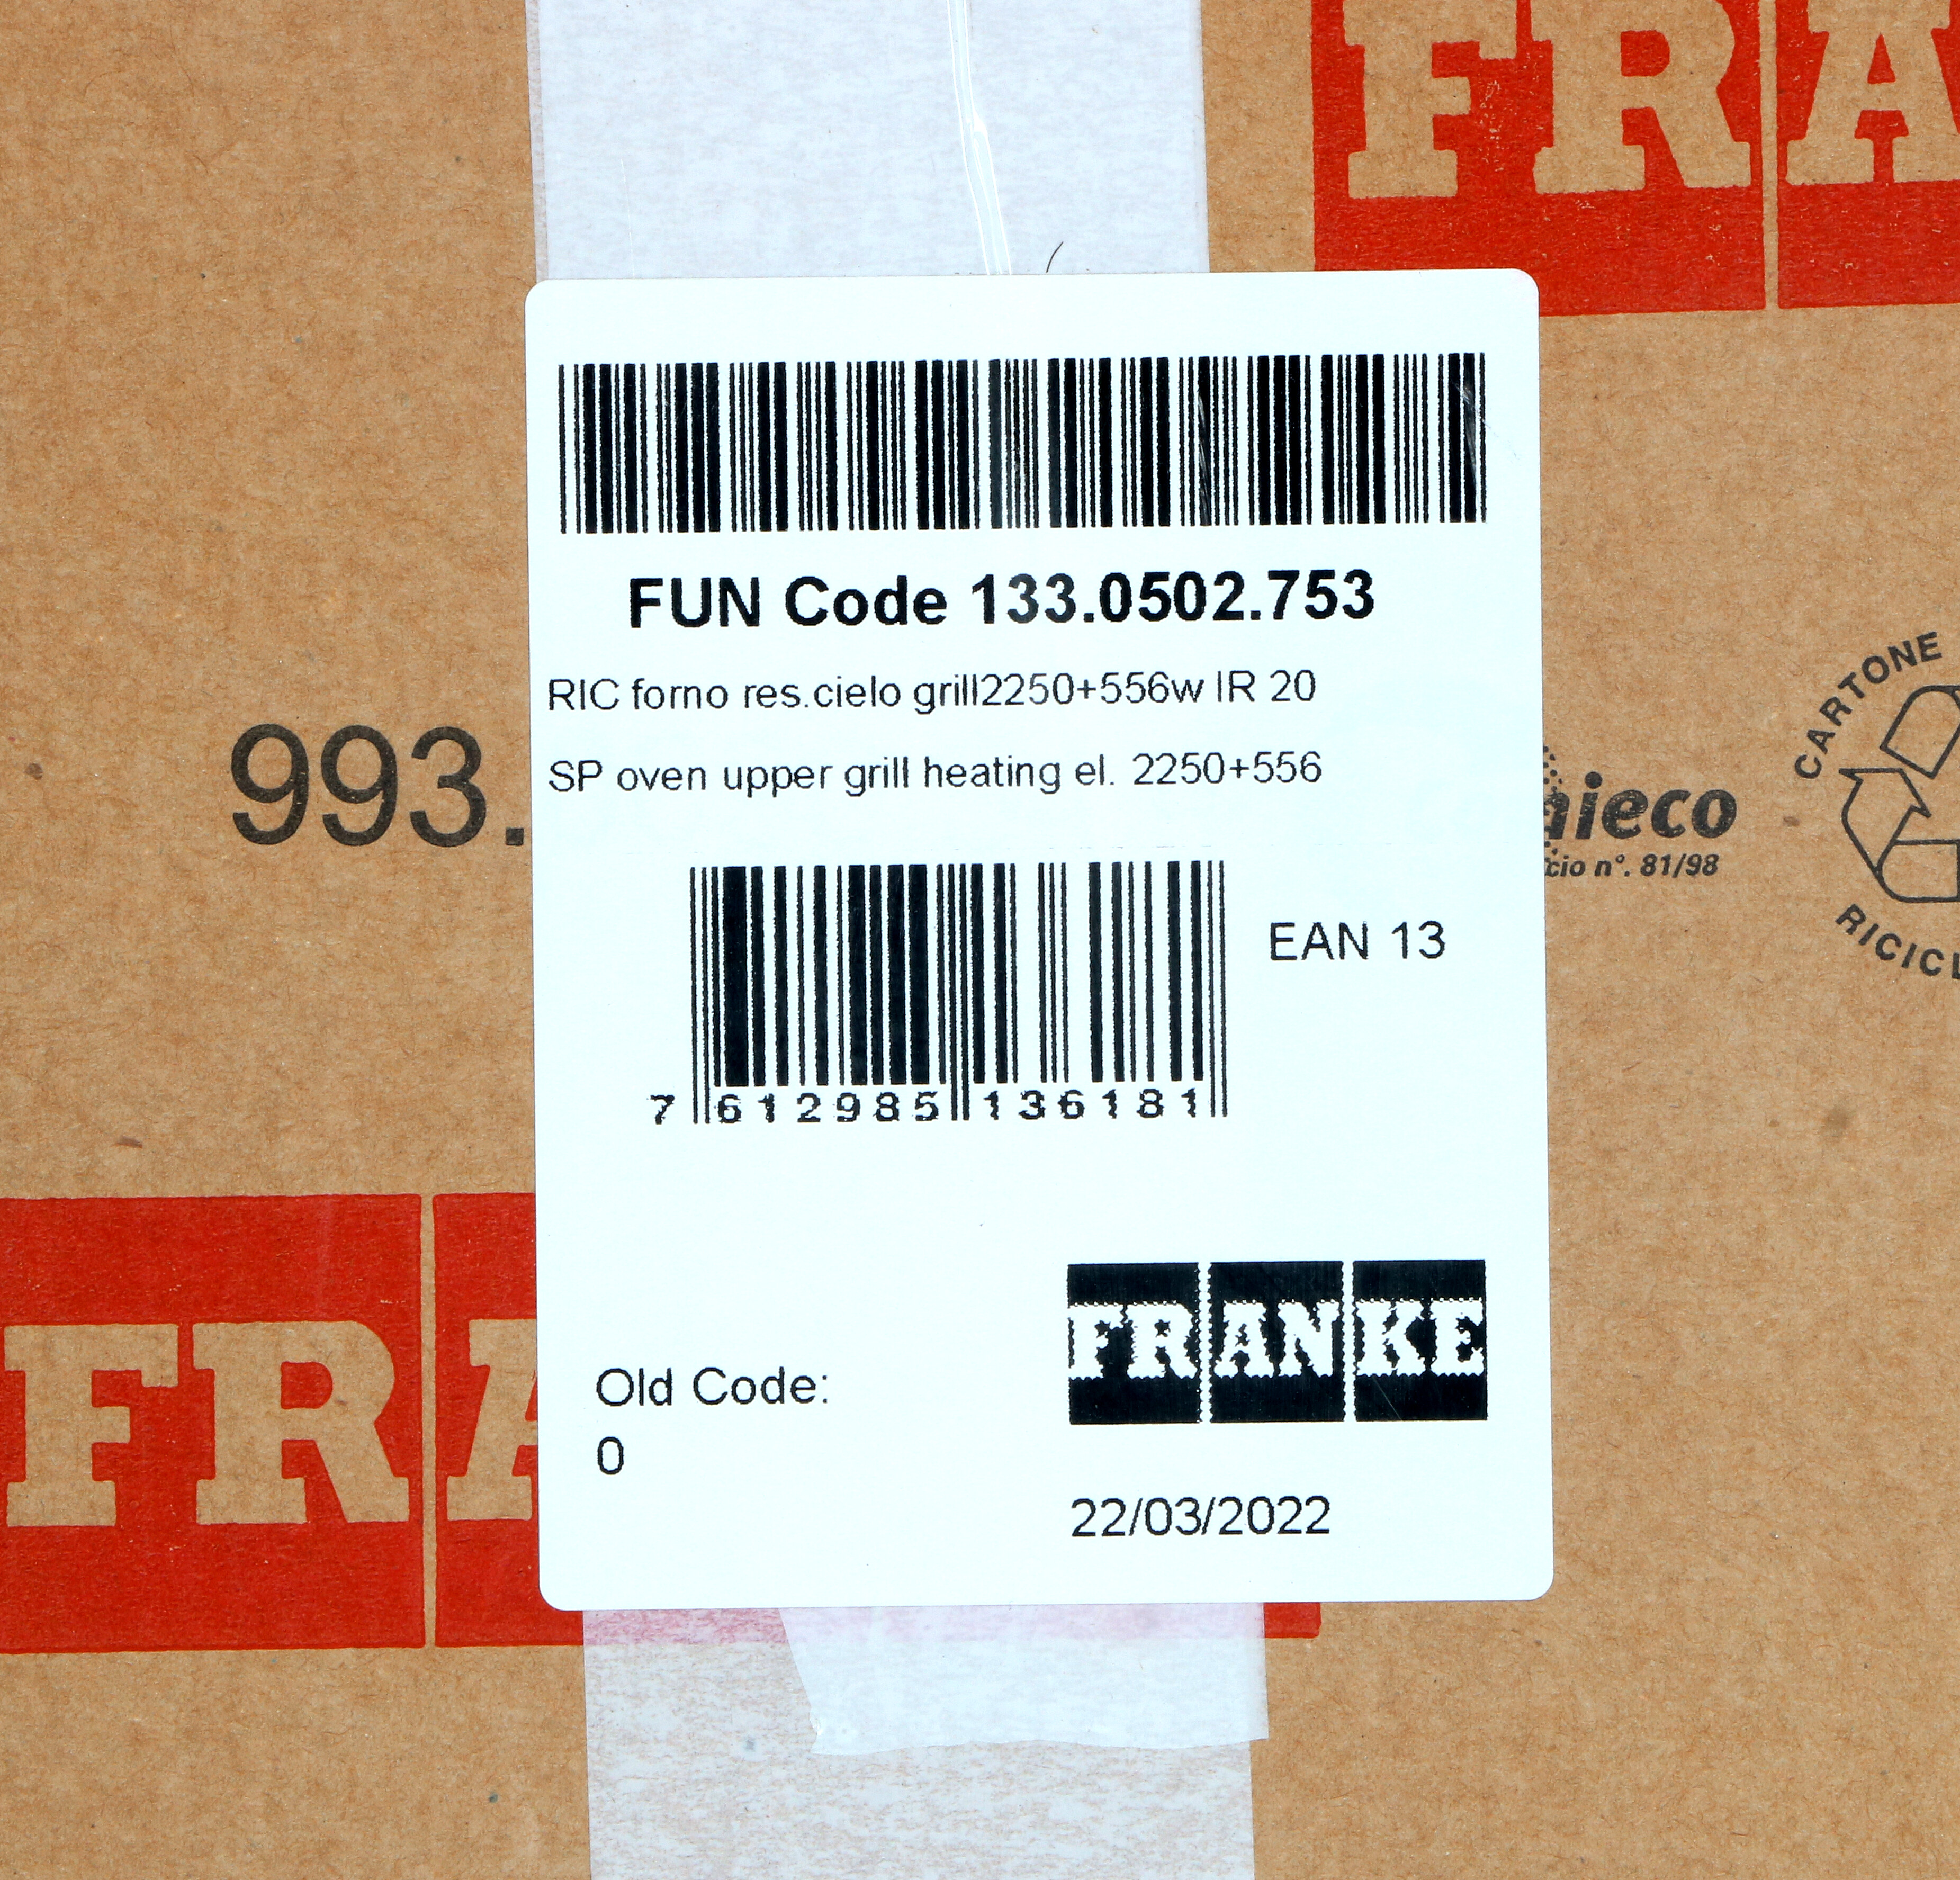 FRA
FUN Code 133.0502.753
RIC forno res.cielo grill2250+556w IR 20
SP oven upper grill heating el. 2250+556
993.
CARTONE
nieco
cio n°. 81/98
RICICL
EAN 13
7 612985 136181
FRA
FRANKE
Old Code:
0
22/03/2022